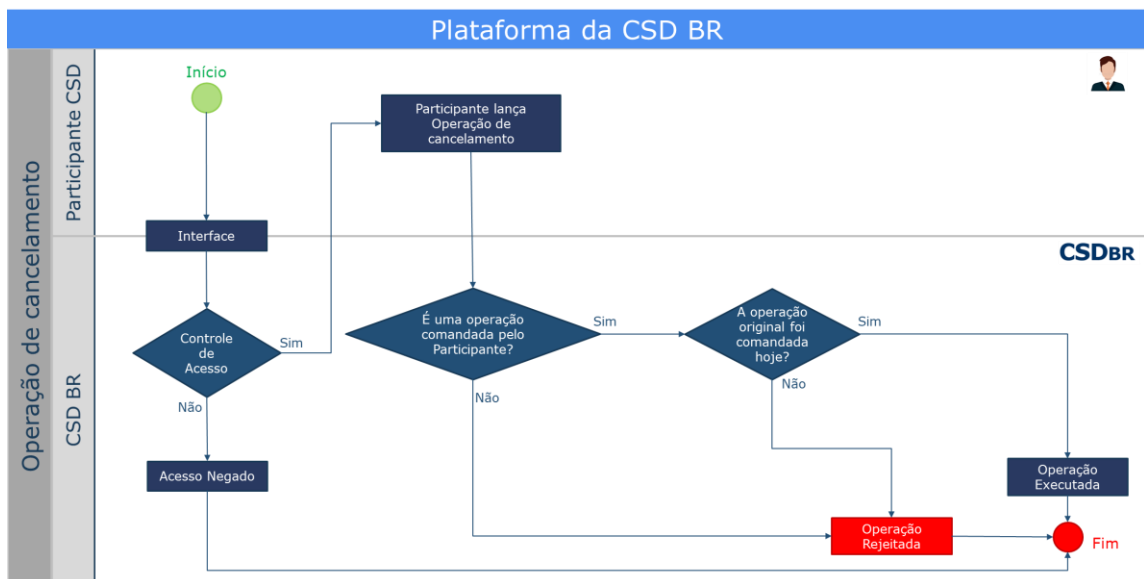 Plataforma da CSD BR
Operação de cancelamento
Participante CSD
Início
Participante lança
Operação de
cancelamento
Interface
CSD BR
CSDBR
Controle
de
Acesso
Sim
Não
É uma operação
comandada pelo
Participante?
Sim
Não
A operação
original foi
comandada
hoje?
Sim
Não
Acesso Negado
Operação
Executada
Operação
Rejeitada
Fim